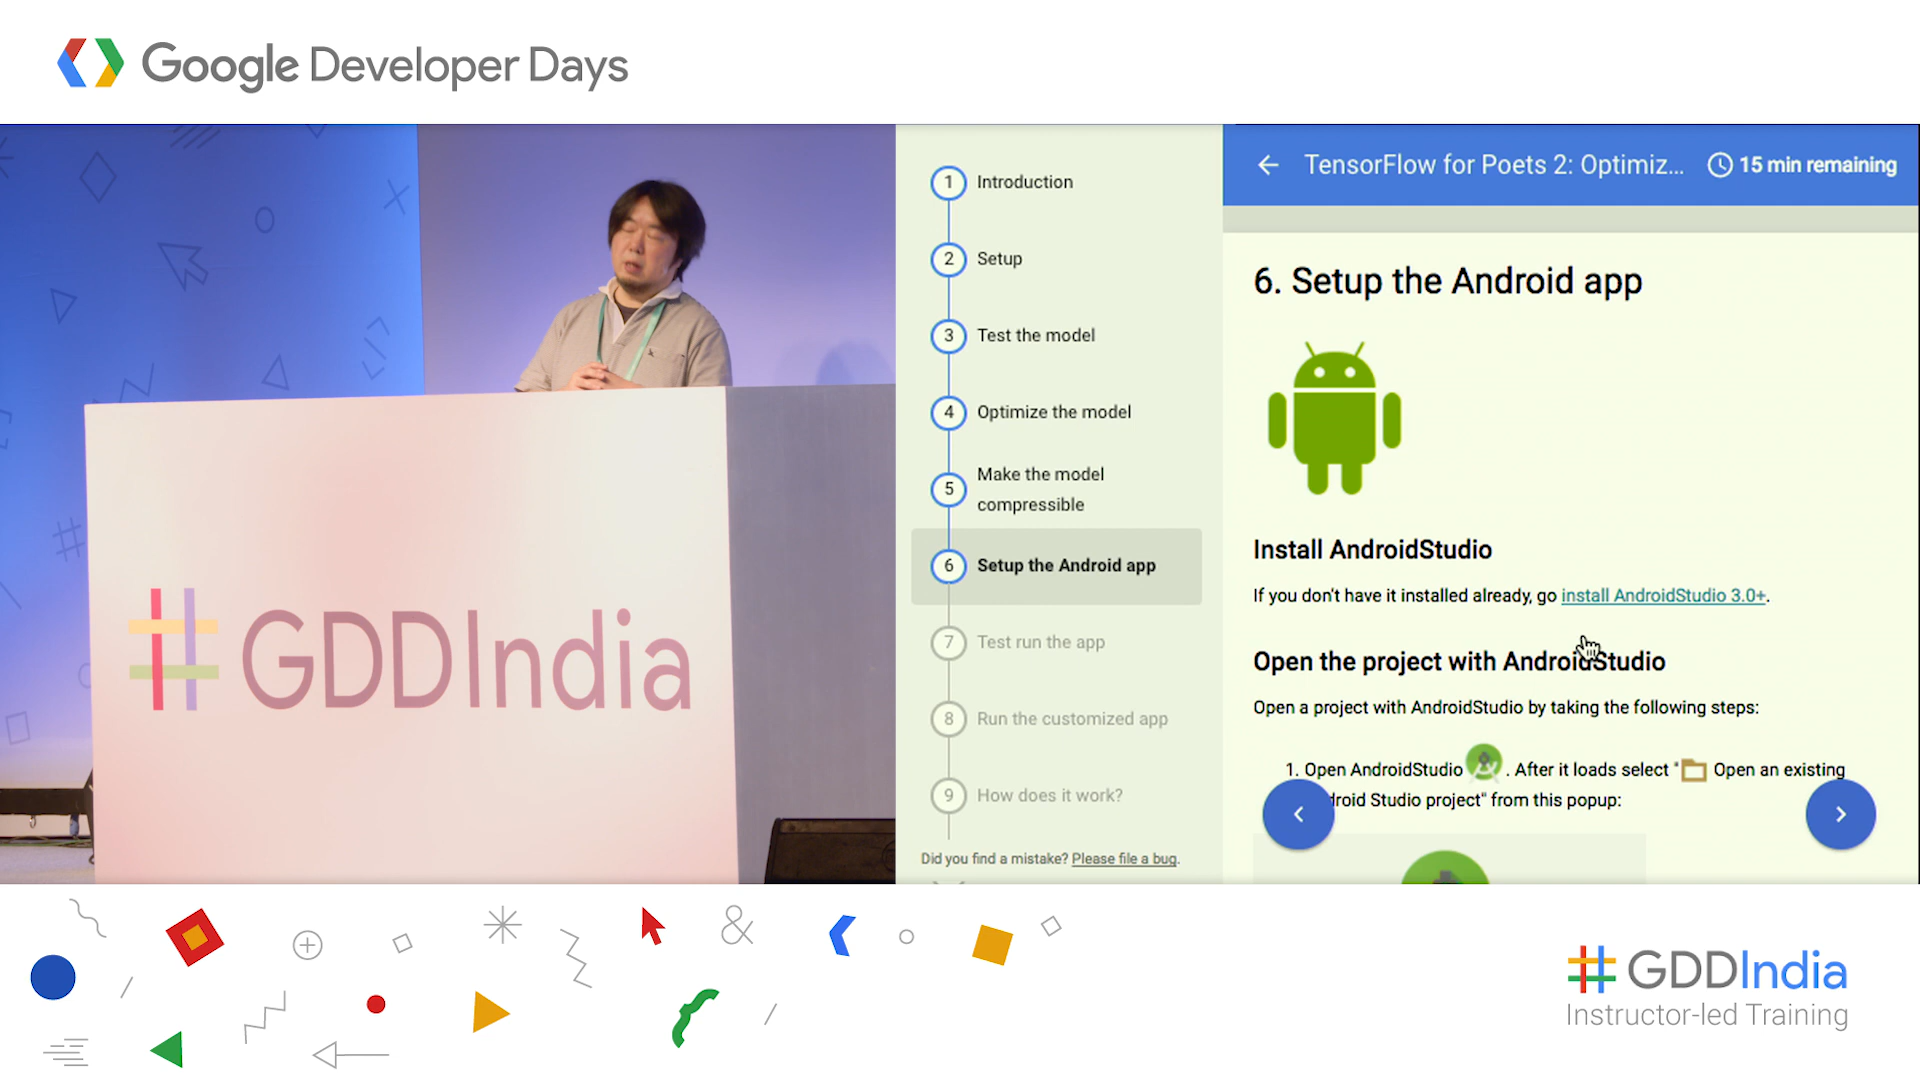 Google Developer Days
#GDDIndia
1 Introduction
2 Setup
3 Test the model
4 Optimize the model
5 Make the model
compressible
6 Setup the Android app
7 Test run the app
8 Run the customized app
9 How does it work?
Did you find a mistake? Please file a bug.
TensorFlow for Poets 2: Optimiz... 15 min remaining
6. Setup the Android app
Install AndroidStudio
If you don't have it installed already, go install AndroidStudio 3.0+.
Open the project with AndroidStudio
Open a project with AndroidStudio by taking the following steps:
1. Open AndroidStudio . After it loads select " Open an existing
droid Studio project" from this popup:
&
#GDDIndia
Instructor-led Training